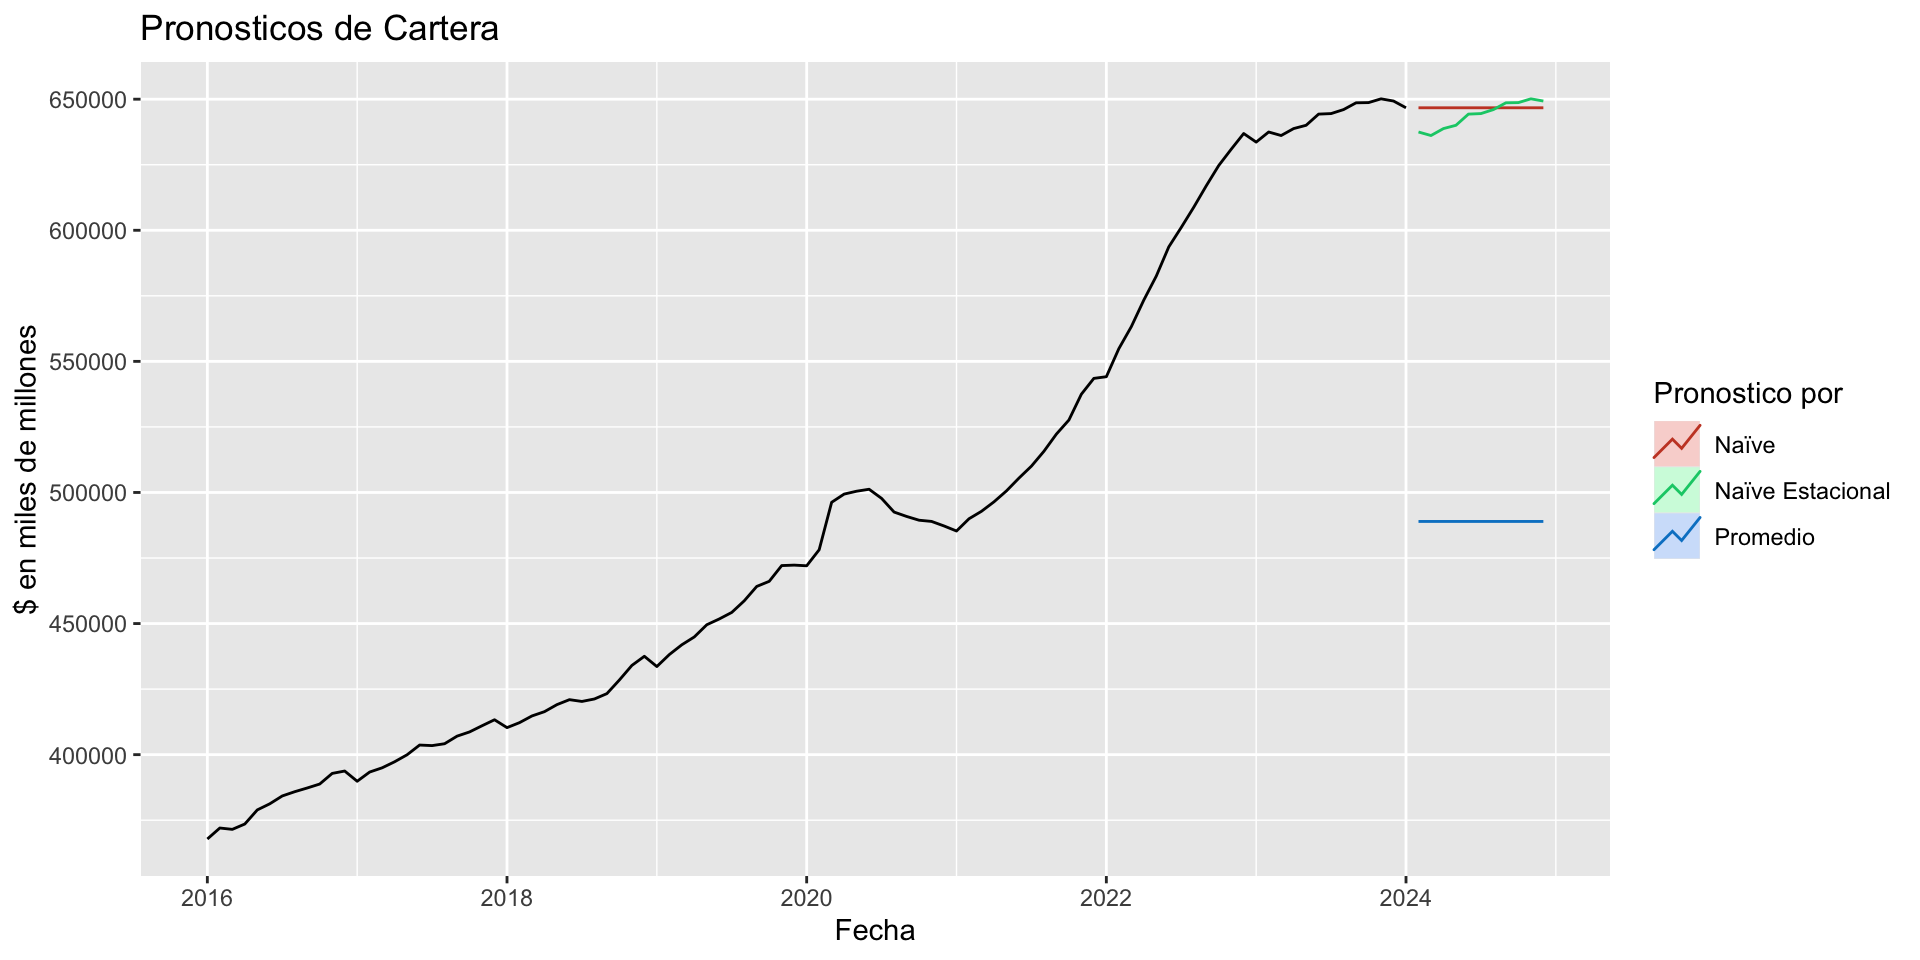 Pronosticos de Cartera
$ en miles de millones
650000
600000
550000
500000
450000
400000
2016
2018
2020
2022
2024
Fecha
Pronostico por
Naïve
Naïve Estacional
Promedio